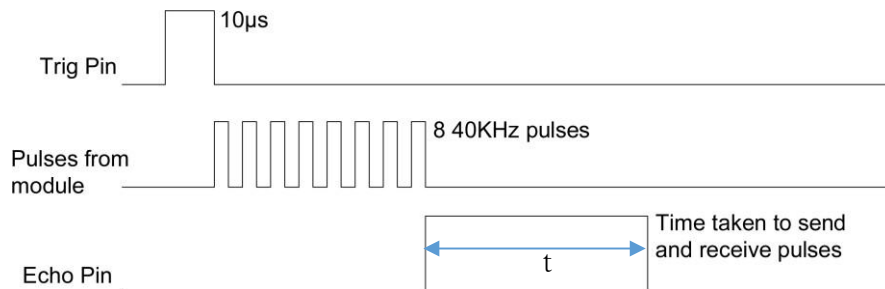 10µs
Trig Pin
8 40KHz pulses
Pulses from
module
Time taken to send
and receive pulses
t
Echo Pin